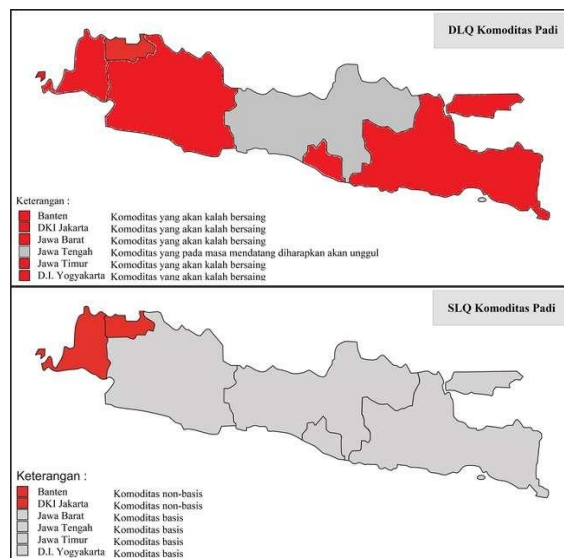 DLQ Komoditas Padi
Keterangan :
Banten Komoditas yang akan kalah bersaing
DKI Jakarta Komoditas yang akan kalah bersaing
Jawa Barat Komoditas yang akan kalah bersaing
Jawa Tengah Komoditas yang pada masa mendatang diharapkan akan unggul
Jawa Timur Komoditas yang akan kalah bersaing
D.I. Yogyakarta Komoditas yang akan kalah bersaing
SLQ Komoditas Padi
Keterangan :
Banten Komoditas non-basis
DKI Jakarta Komoditas non-basis
Jawa Barat Komoditas basis
Jawa Tengah Komoditas basis
Jawa Timur Komoditas basis
D.I. Yogyakarta Komoditas basis